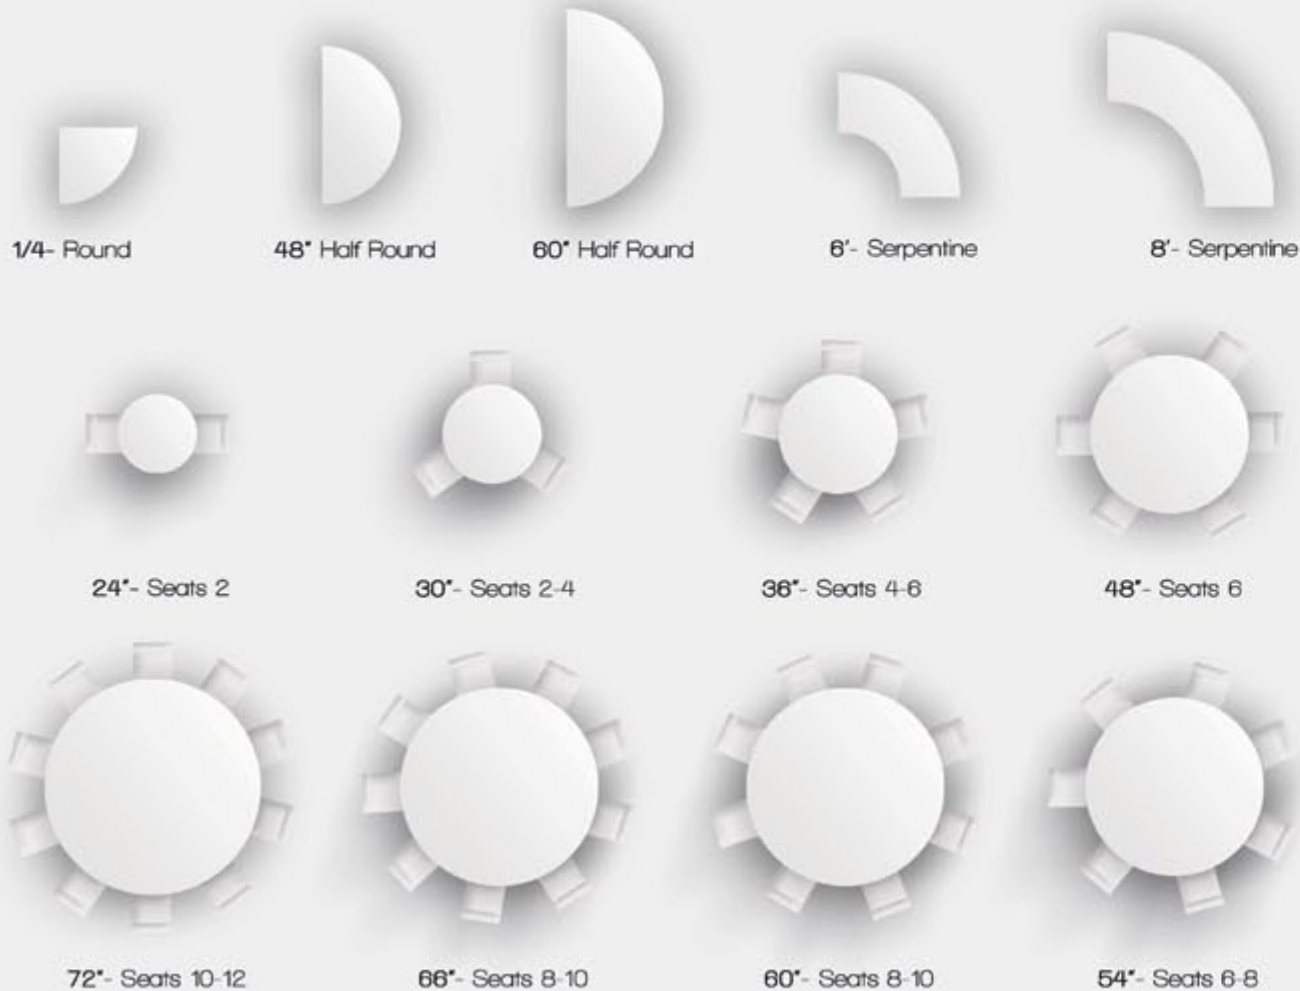 1/4- Round
48" Half Round
60" Half Round
6'- Serpentine
8'- Serpentine
24"- Seats 2
30"- Seats 2-4
36"- Seats 4-6
48"- Seats 6
72"- Seats 10-12
66"- Seats 8-10
60"- Seats 8-10
54"- Seats 6-8